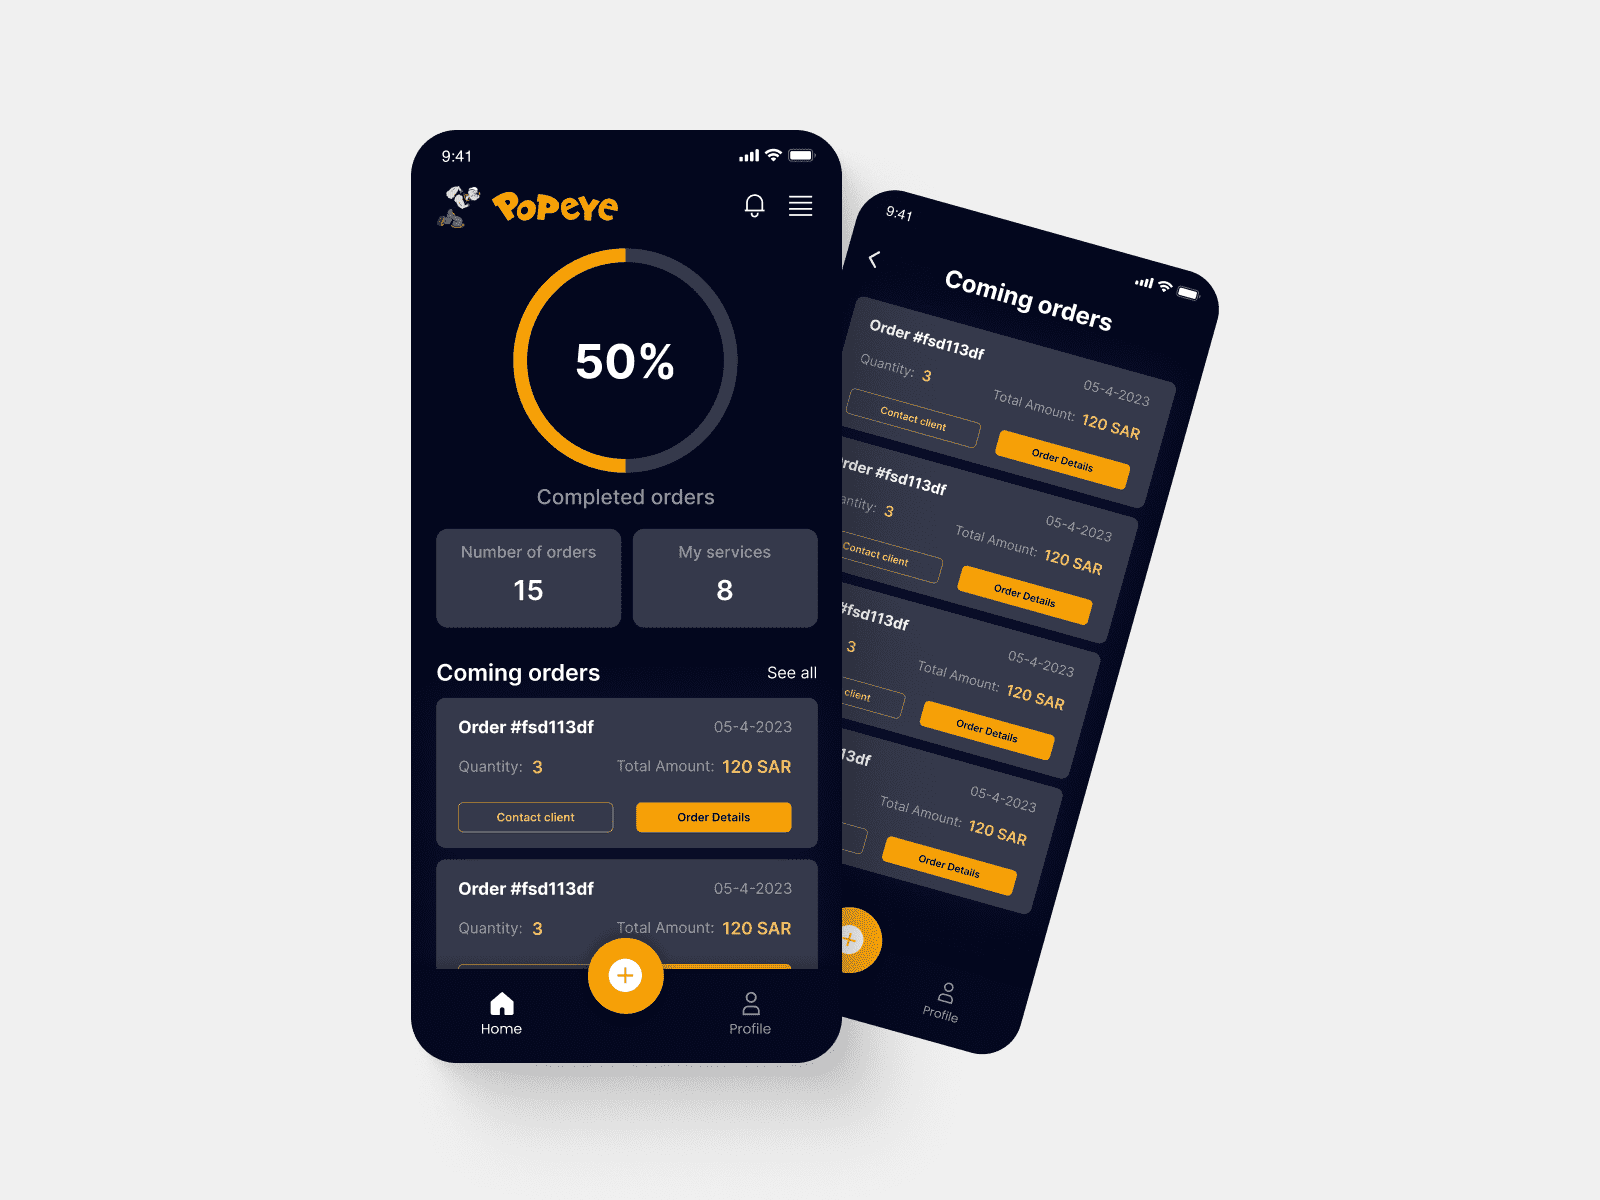 9:41
POPEYE
50%
Completed orders
Number of orders
15
My services
8
Coming orders
See all
Order #fsd113df
05-4-2023
Quantity: 3
Total Amount: 120 SAR
Contact client
Order Details
Order #fsd113df
05-4-2023
Quantity: 3
Total Amount: 120 SAR
Home
Profile
9:41
Coming orders
Order #fsd113df
05-4-2023
Quantity: 3
Total Amount: 120 SAR
Contact client
Order Details
rder #fsd113df
05-4-2023
antity: 3
Total Amount: 120 SAR
Contact client
Order Details
#fsd113df
05-4-2023
3
Total Amount: 120 SAR
client
Order Details
13df
05-4-2023
Total Amount: 120 SAR
Order Details
Profile